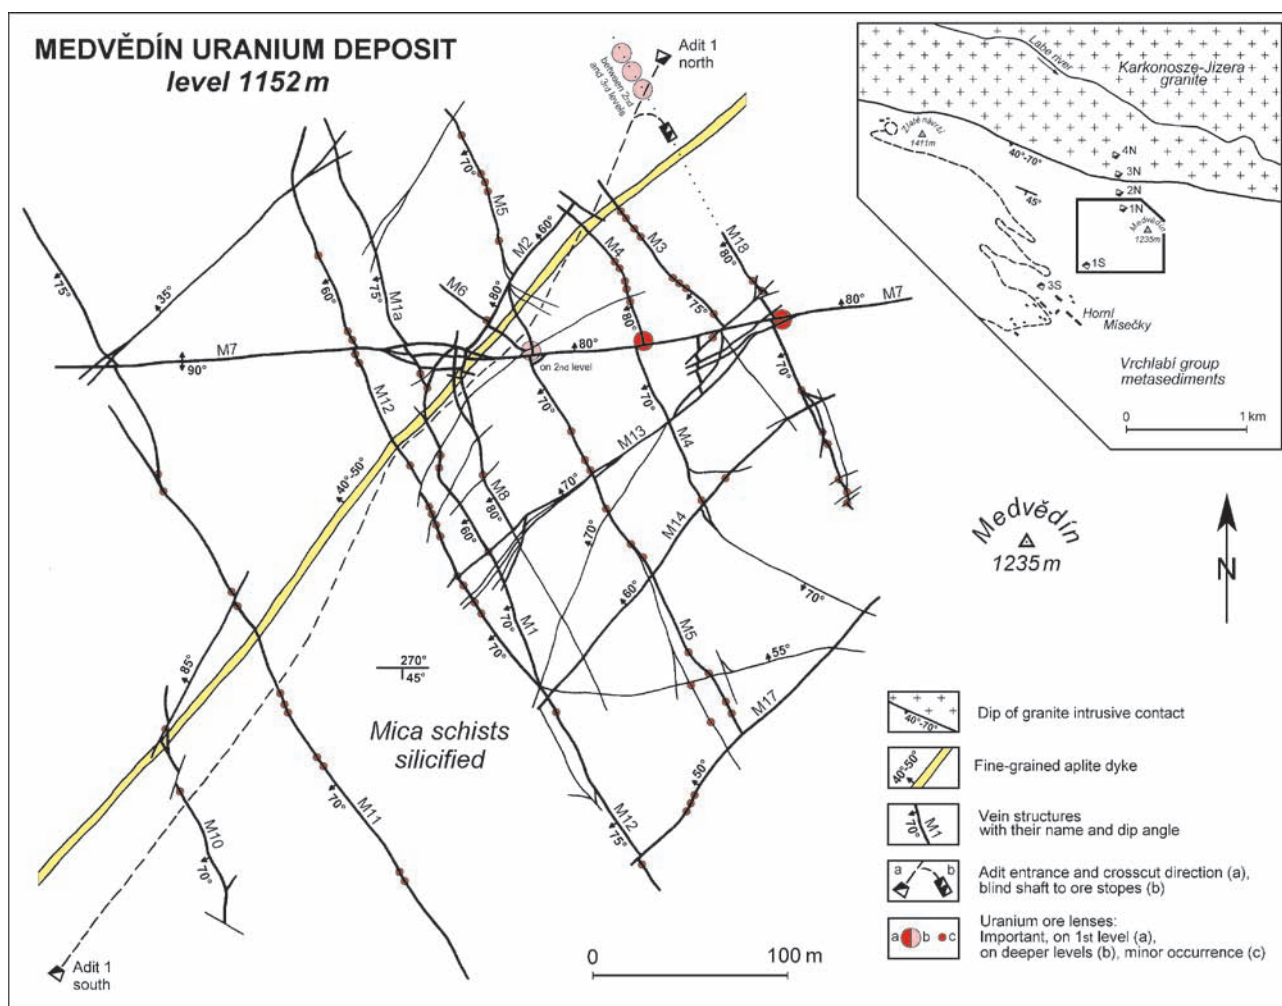 MEDVĚDÍN URANIUM DEPOSIT
level 1152 m
between 2nd
and 3rd levels
Adit 1
north
Labe river
Karkonosze-Jizera
granite
Zlaté návrší
1411m
40°-70°
45°
4N
3N
2N
1N
Medvědín
1235m
1S
3S
Horní
Mísečky
Vrchlabí group
metasediments
0 1 km
70°
M5
M2
60°
M4
M3
M18
80°
75°
35°
60°
75°
M1a
M6
80°
80°
75°
80°
M7
M7
90°
80°
on 2nd level
M12
70°
70°
70°
M13
M4
40°-50°
70°
M8
80°
60°
70°
M14
Medvědín
1235 m
N
70°
M1
70°
60°
70°
M5
55°
M17
85°
270°
45°
Mica schists
silicified
50°
70°
M11
M10
70°
M12
75°
Adit 1
south
0 100 m
40°-70°
Dip of granite intrusive contact
40°-50°
Fine-grained aplite dyke
70°
M1
Vein structures
with their name and dip angle
a b
Adit entrance and crosscut direction (a),
blind shaft to ore stopes (b)
a b c
Uranium ore lenses:
Important, on 1st level (a),
on deeper levels (b), minor occurrence (c)